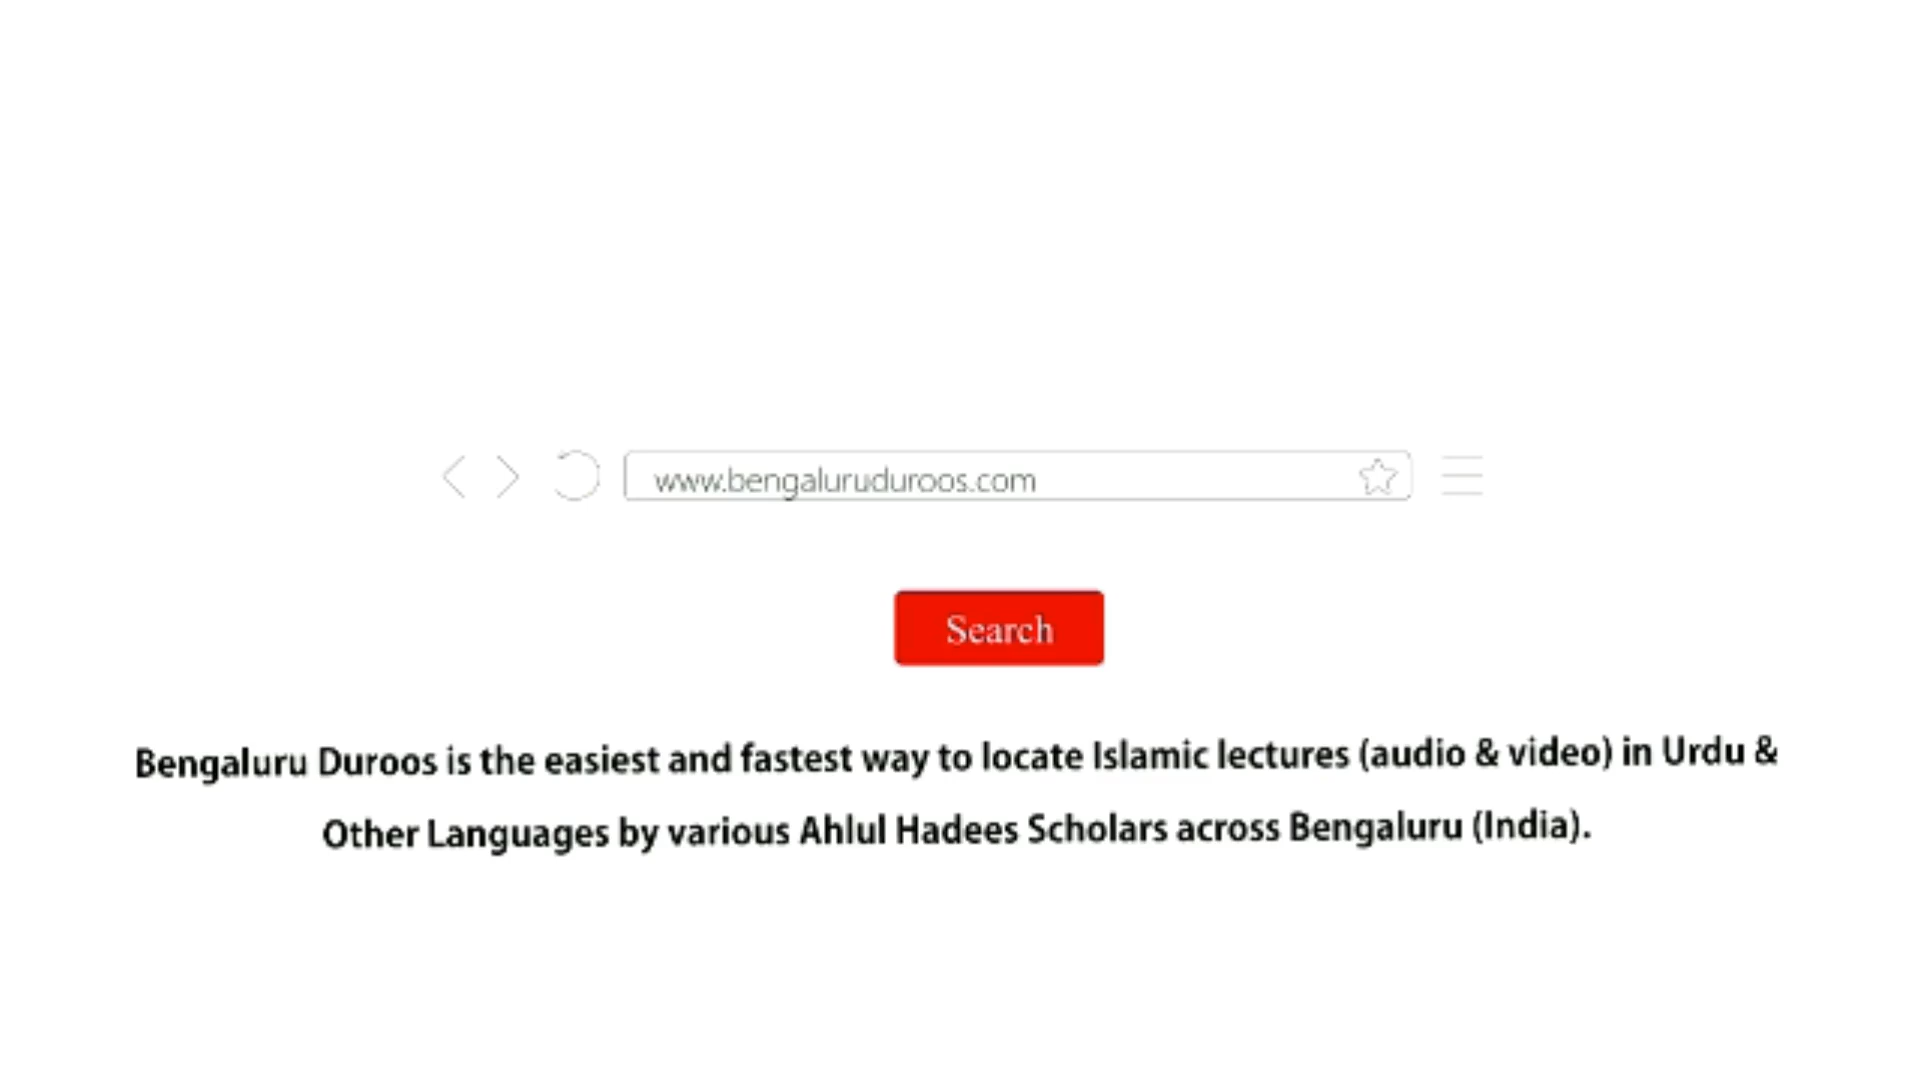 www.bengaluruduroos.com
Search
Bengaluru Duroos is the easiest and fastest way to locate Islamic lectures (audio & video) in Urdu &
Other Languages by various Ahlul Hadees Scholars across Bengaluru (India).